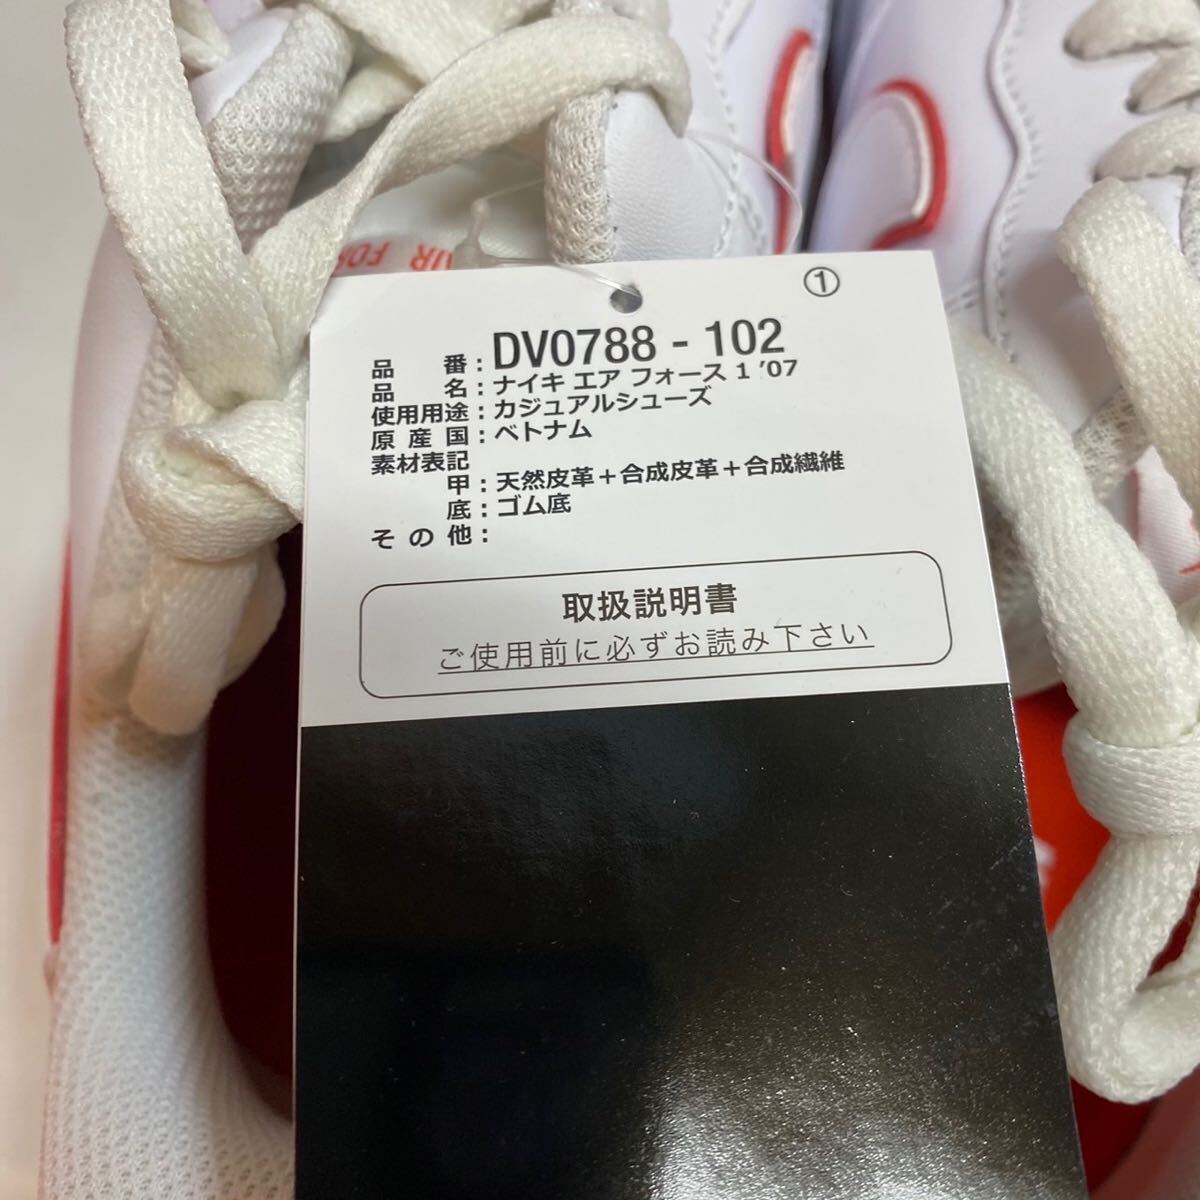 ①
品番：DV0788 - 102
品名：ナイキ エア フォース 1 '07
使用用途：カジュアルシューズ
原産国：ベトナム
素材表記
甲：天然皮革＋合成皮革＋合成繊維
底：ゴム底
その他：
取扱説明書
ご使用前に必ずお読み下さい
AIR FOR